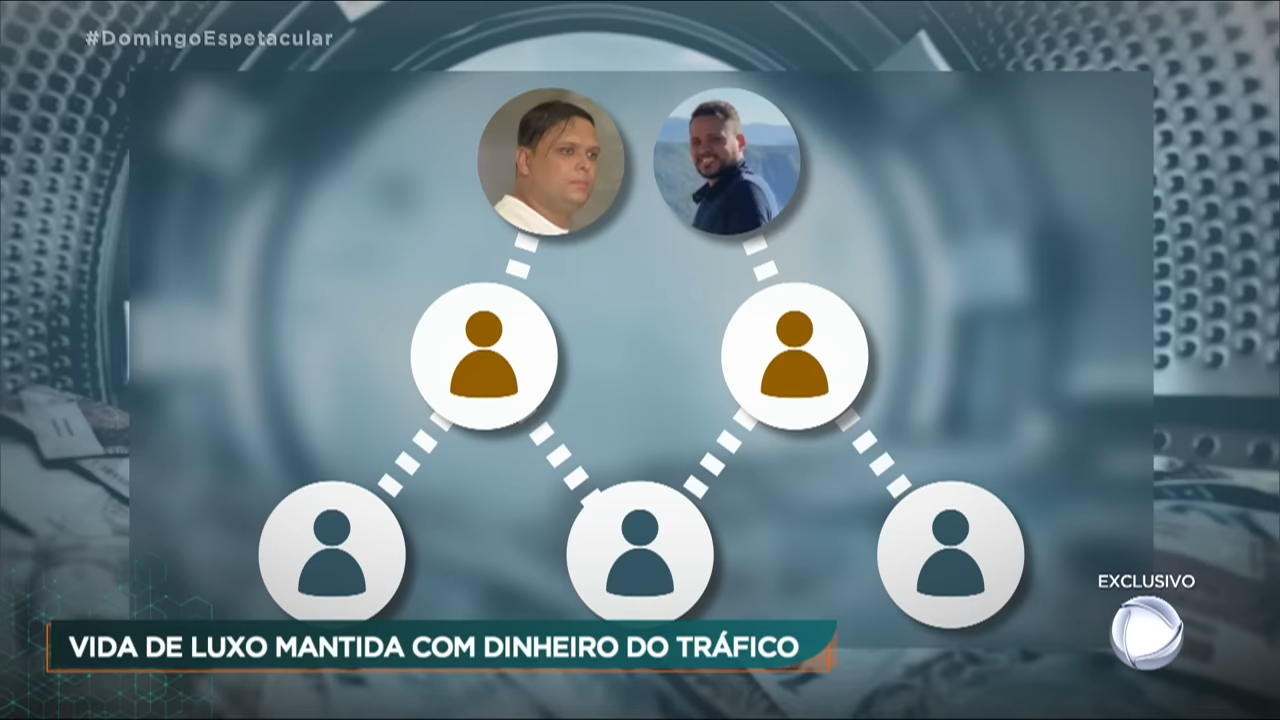 #DomingoEspetacular
EXCLUSIVO
VIDA DE LUXO MANTIDA COM DINHEIRO DO TRÁFICO